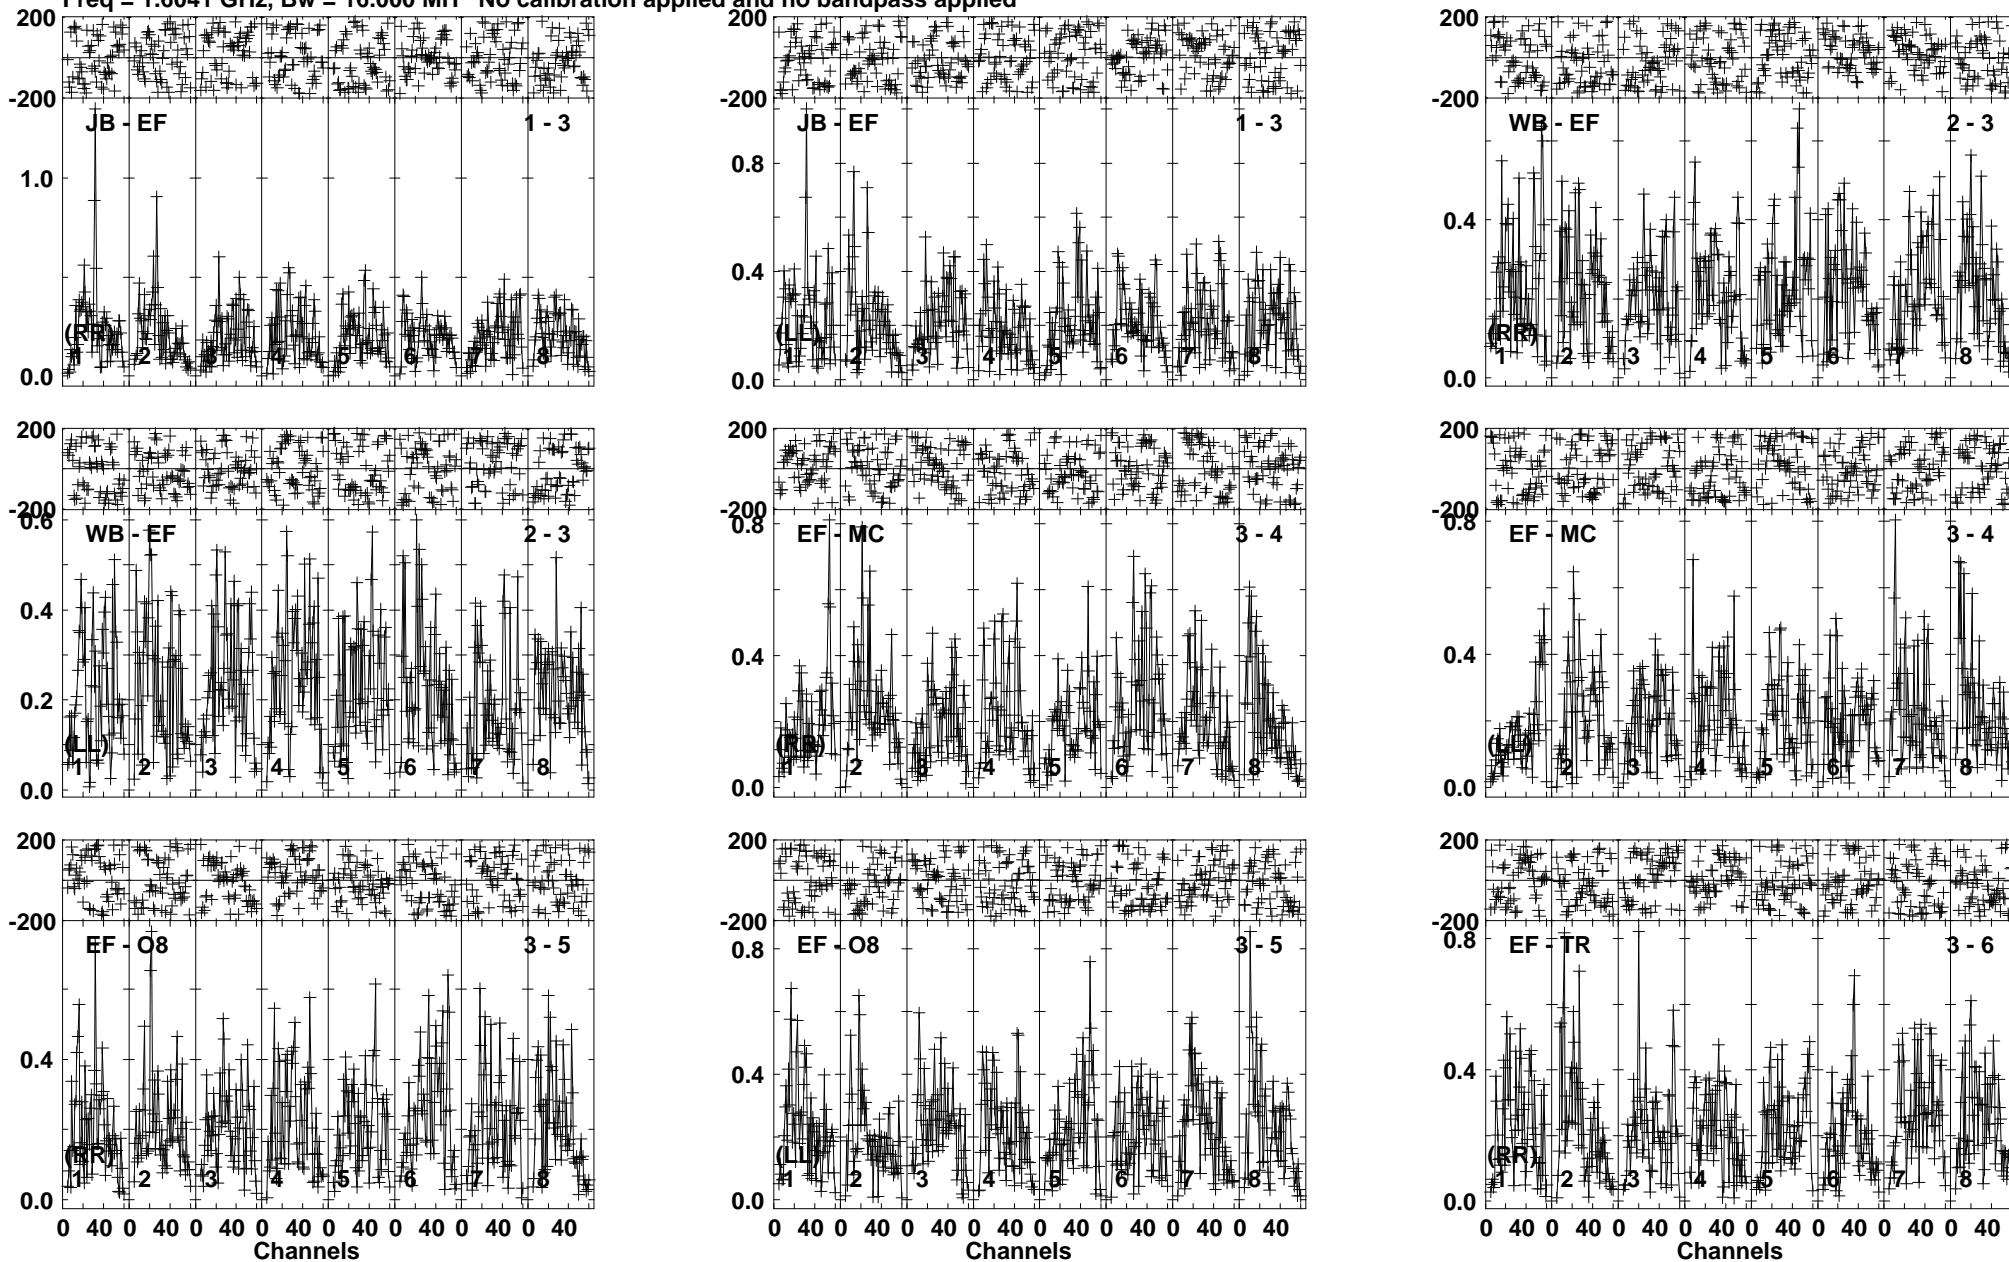 Freq = 1.6041 GHz, Bw = 16.000 MH No calibration applied and no bandpass applied
200 200 200
-200 -200 -200
JB - EF 1 - 3 JB - EF 1 - 3 WB - EF 2 - 3
1.0 0.8 0.4
0.4
(RR) (LL) (RR)
1 2 3 4 5 6 7 8 1 2 3 4 5 6 7 8 1 2 3 4 5 6 7 8
0.0 0.0 0.0
200 200 200
-200 -200 -200
0.6 0.8 0.8
WB - EF 2 - 3 EF - MC 3 - 4 EF - MC 3 - 4
0.4 0.4 0.4
0.2
(LL) (RR) (LL)
1 2 3 4 5 6 7 8 1 2 3 4 5 6 7 8 1 2 3 4 5 6 7 8
0.0 0.0 0.0
200 200 200
-200 -200 -200
EF - O8 3 - 5 EF - O8 3 - 5 EF - TR 3 - 6
0.8 0.8
0.4 0.4 0.4
(RR) (LL) (RR)
1 2 3 4 5 6 7 8 1 2 3 4 5 6 7 8 1 2 3 4 5 6 7 8
0.0 0.0 0.0
0 40 0 40 0 40 0 40 0 40 0 40 0 40 0 40 0 40 0 40 0 40 0 40 0 40 0 40 0 40 0 40 0 40 0 40 0 40 0 40 0 40 0 40 0 40 0 40
Channels Channels Channels